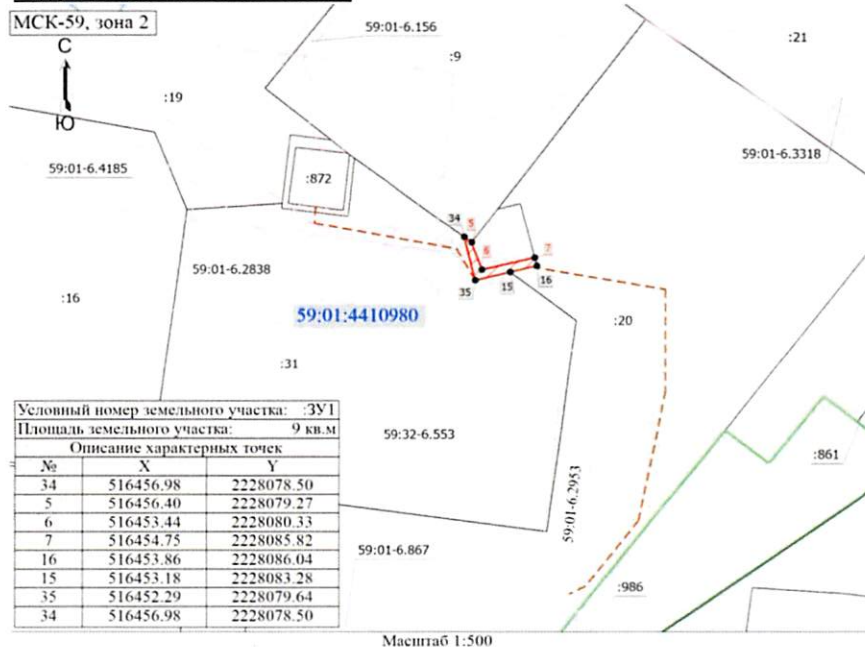 МСК-59, зона 2
С
Ю
:19
59:01-6.156
:9
:21
59:01-6.4185
:872
59:01-6.3318
34
5
6
7
35
15
16
59:01-6.2838
:16
59:01:4410980
:20
:31
Условный номер земельного участка: :ЗУ1
Площадь земельного участка: 9 кв.м
Описание характерных точек
№ X Y
34 516456.98 2228078.50
5 516456.40 2228079.27
6 516453.44 2228080.33
7 516454.75 2228085.82
16 516453.86 2228086.04
15 516453.18 2228083.28
35 516452.29 2228079.64
34 516456.98 2228078.50
59:32-6.553
59:01-6.2953
:861
59:01-6.867
:986
Масштаб 1:500